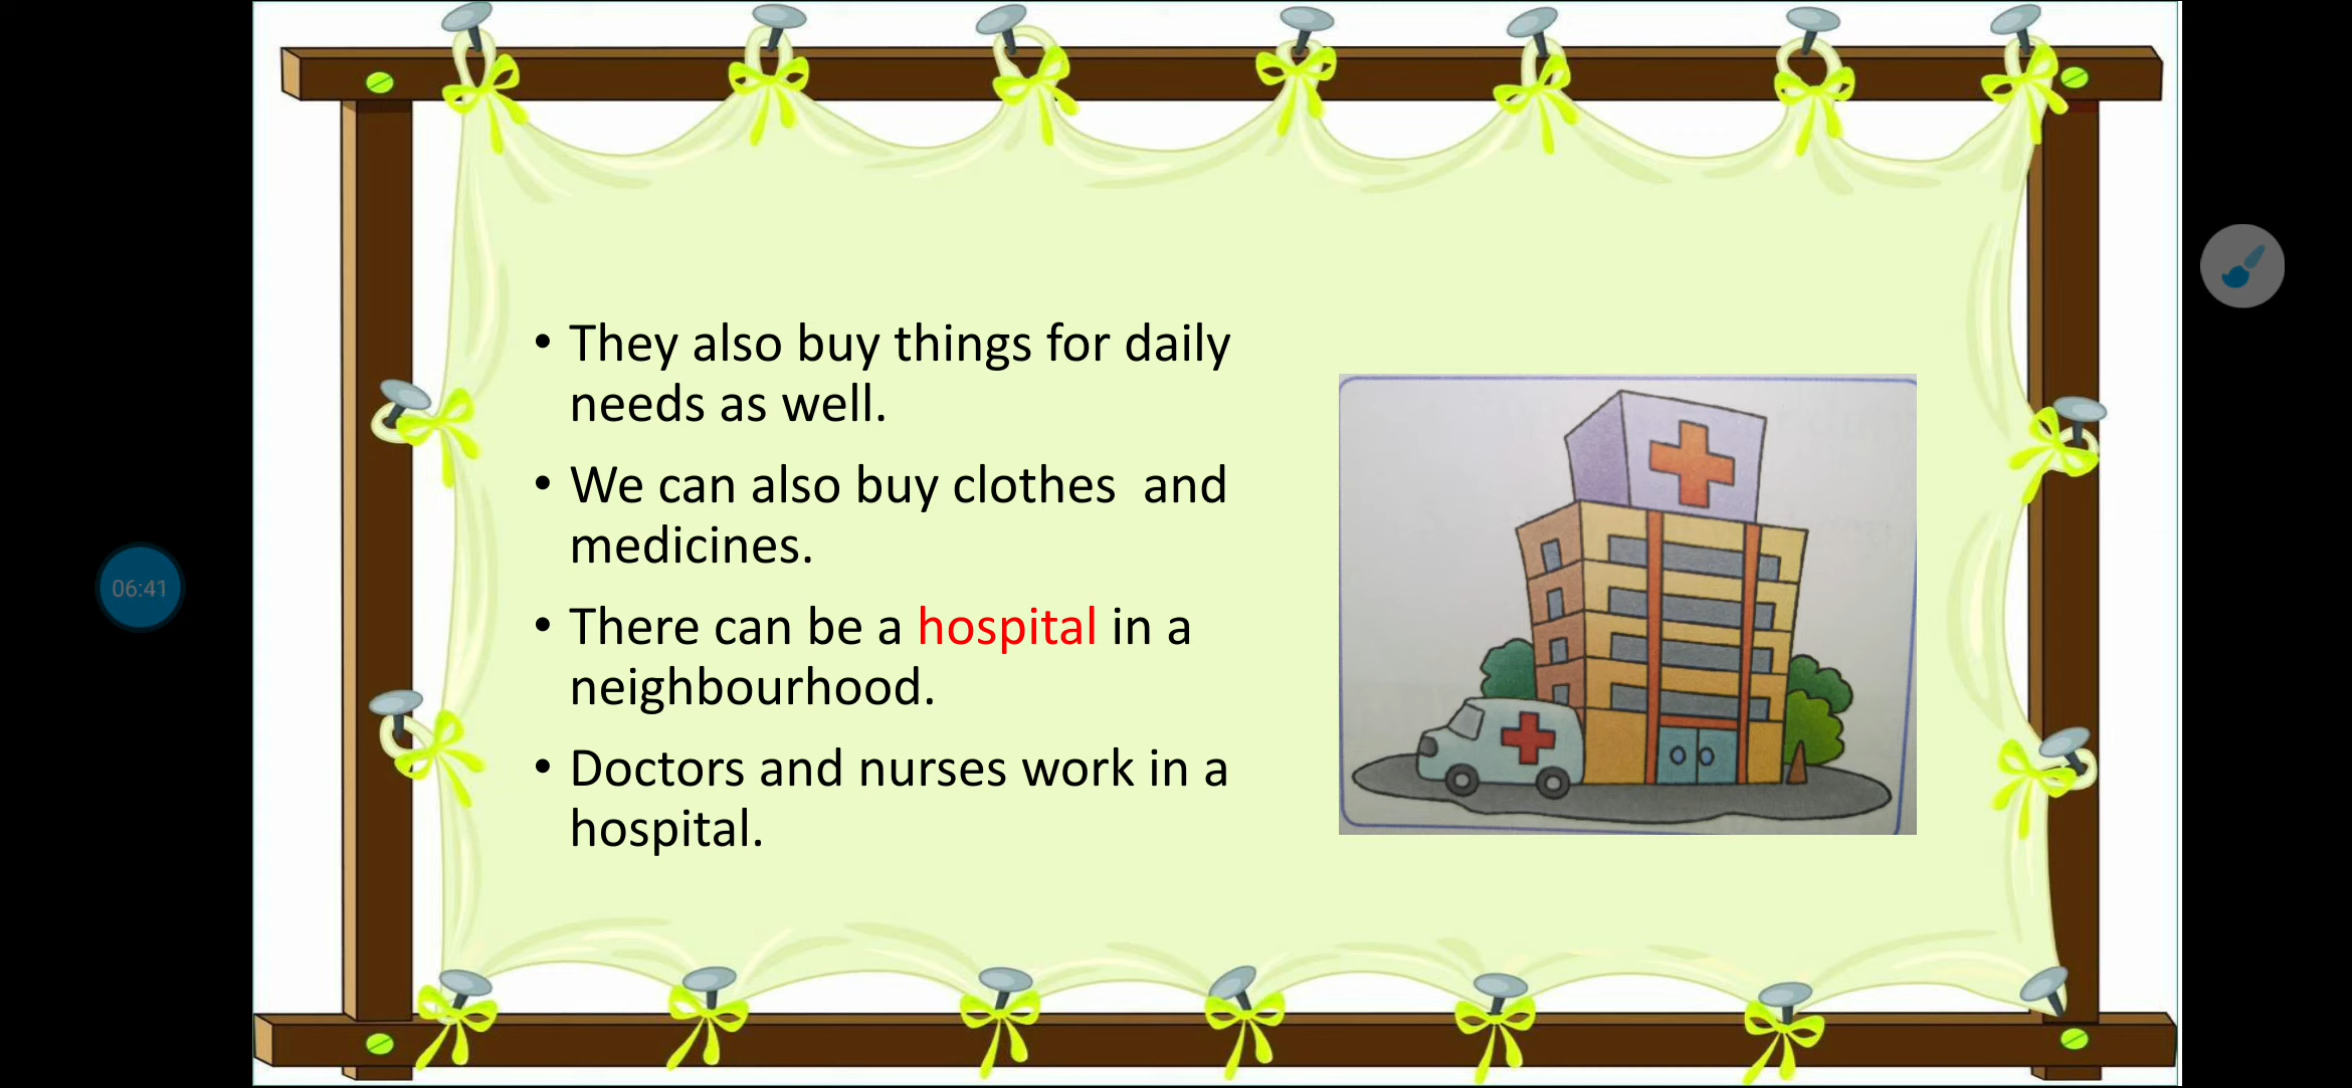 • They also buy things for daily
needs as well.
• We can also buy clothes  and
medicines.
• There can be a hospital in a
neighbourhood.
• Doctors and nurses work in a
hospital.
06:41